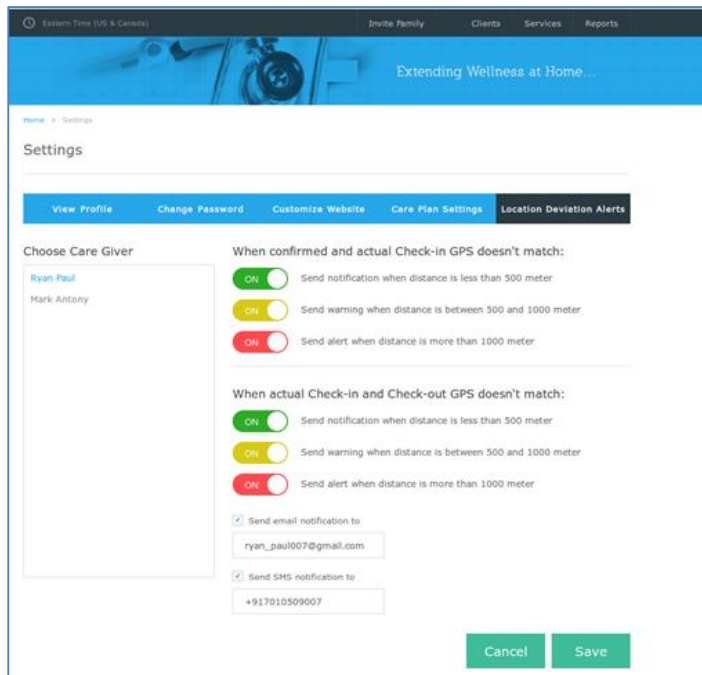 Eastern Time (US & Canada) Invite Family Clients Services Reports
Extending Wellness at Home...
Home > Settings
Settings
View Profile Change Password Customize Website Care Plan Settings Location Deviation Alerts
Choose Care Giver
Ryan Paul
Mark Antony
When confirmed and actual Check-in GPS doesn't match:
ON Send notification when distance is less than 500 meter
ON Send warning when distance is between 500 and 1000 meter
ON Send alert when distance is more than 1000 meter
When actual Check-in and Check-out GPS doesn't match:
ON Send notification when distance is less than 500 meter
ON Send warning when distance is between 500 and 1000 meter
ON Send alert when distance is more than 1000 meter
Send email notification to
ryan_paul007@gmail.com
Send SMS notification to
+917010509007
Cancel Save